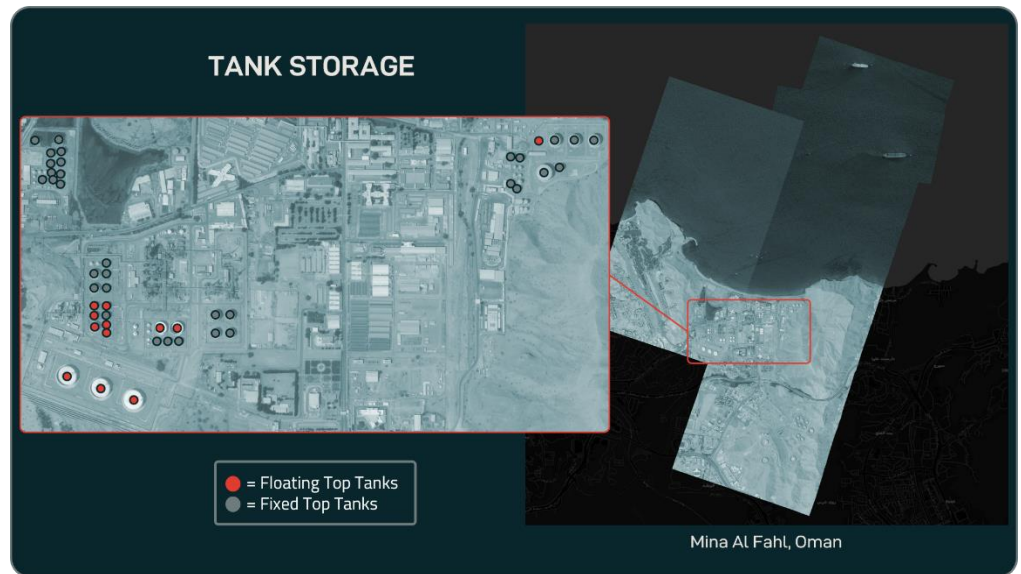 TANK STORAGE
= Floating Top Tanks
= Fixed Top Tanks
Mina Al Fahl, Oman